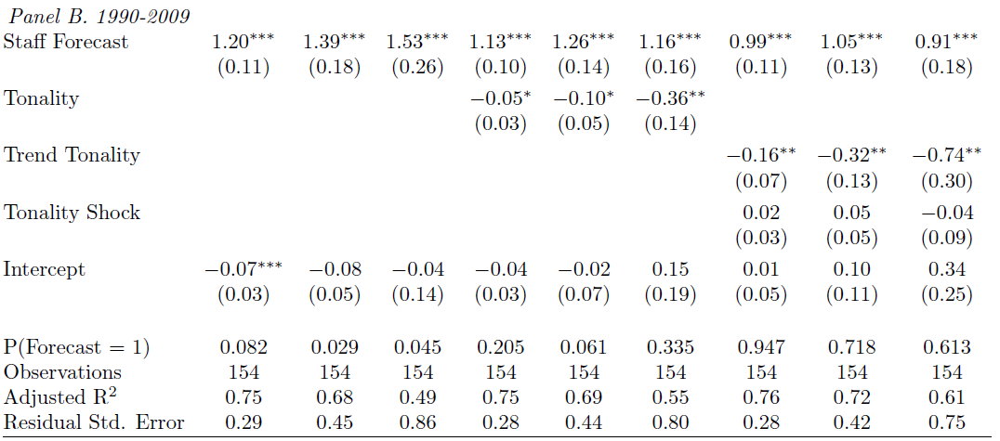 Panel B. 1990-2009
Staff Forecast 1.20*** 1.39*** 1.53*** 1.13*** 1.26*** 1.16*** 0.99*** 1.05*** 0.91***
(0.11) (0.18) (0.26) (0.10) (0.14) (0.16) (0.11) (0.13) (0.18)
Tonality −0.05* −0.10* −0.36**
(0.03) (0.05) (0.14)
Trend Tonality −0.16** −0.32** −0.74**
(0.07) (0.13) (0.30)
Tonality Shock 0.02 0.05 −0.04
(0.03) (0.05) (0.09)
Intercept −0.07*** −0.08 −0.04 −0.04 −0.02 0.15 0.01 0.10 0.34
(0.03) (0.05) (0.14) (0.03) (0.07) (0.19) (0.05) (0.11) (0.25)
P(Forecast = 1) 0.082 0.029 0.045 0.205 0.061 0.335 0.947 0.718 0.613
Observations 154 154 154 154 154 154 154 154 154
Adjusted R² 0.75 0.68 0.49 0.75 0.69 0.55 0.76 0.72 0.61
Residual Std. Error 0.29 0.45 0.86 0.28 0.44 0.80 0.28 0.42 0.75